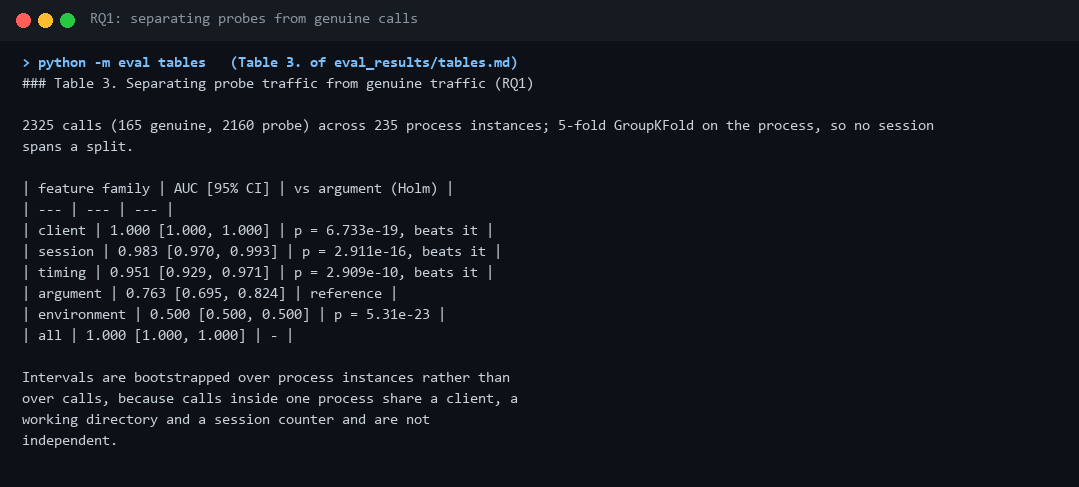 RQ1: separating probes from genuine calls
> python -m eval tables   (Table 3. of eval_results/tables.md)
### Table 3. Separating probe traffic from genuine traffic (RQ1)
2325 calls (165 genuine, 2160 probe) across 235 process instances; 5-fold GroupKFold on the process, so no session
spans a split.
| feature family | AUC [95% CI] | vs argument (Holm) |
| --- | --- | --- |
| client | 1.000 [1.000, 1.000] | p = 6.733e-19, beats it |
| session | 0.983 [0.970, 0.993] | p = 2.911e-16, beats it |
| timing | 0.951 [0.929, 0.971] | p = 2.909e-10, beats it |
| argument | 0.763 [0.695, 0.824] | reference |
| environment | 0.500 [0.500, 0.500] | p = 5.31e-23 |
| all | 1.000 [1.000, 1.000] | - |
Intervals are bootstrapped over process instances rather than
over calls, because calls inside one process share a client, a
working directory and a session counter and are not
independent.